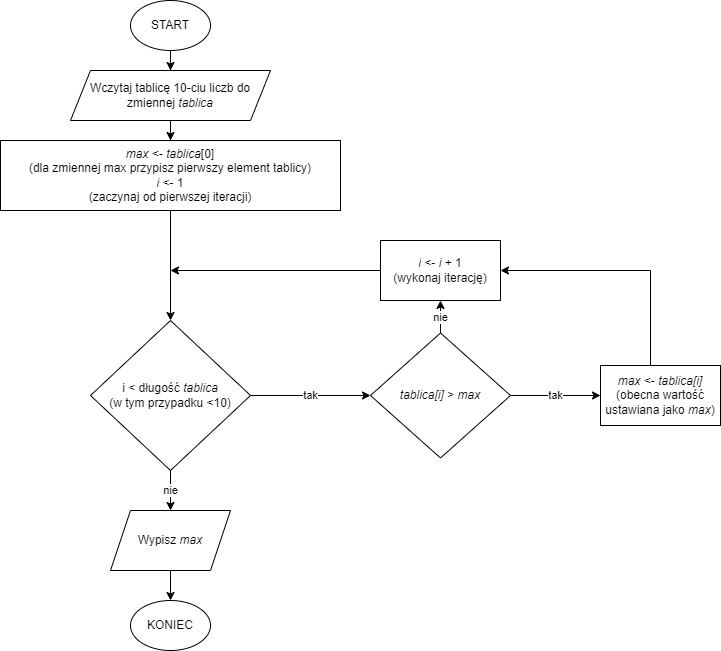 START
Wczytaj tablicę 10-ciu liczb do
zmiennej tablica
max <- tablica[0]
(dla zmiennej max przypisz pierwszy element tablicy)
i <- 1
(zaczynaj od pierwszej iteracji)
i <- i + 1
(wykonaj iterację)
nie
i < długość tablica
(w tym przypadku <10)
tak
tablica[i] > max
tak
max <- tablica[i]
(obecna wartość
ustawiana jako max)
nie
Wypisz max
KONIEC